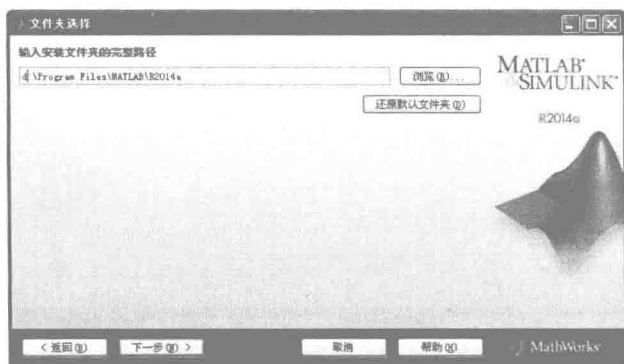 文件夹选择
输入安装文件夹的完整路径
d:\Program Files\MATLAB\R2014a
浏览(R)...
还原默认文件夹(D)
MATLAB®
&SIMULINK®
R2014a
< 返回(B)
下一步(N) >
取消
帮助(H)
MathWorks®